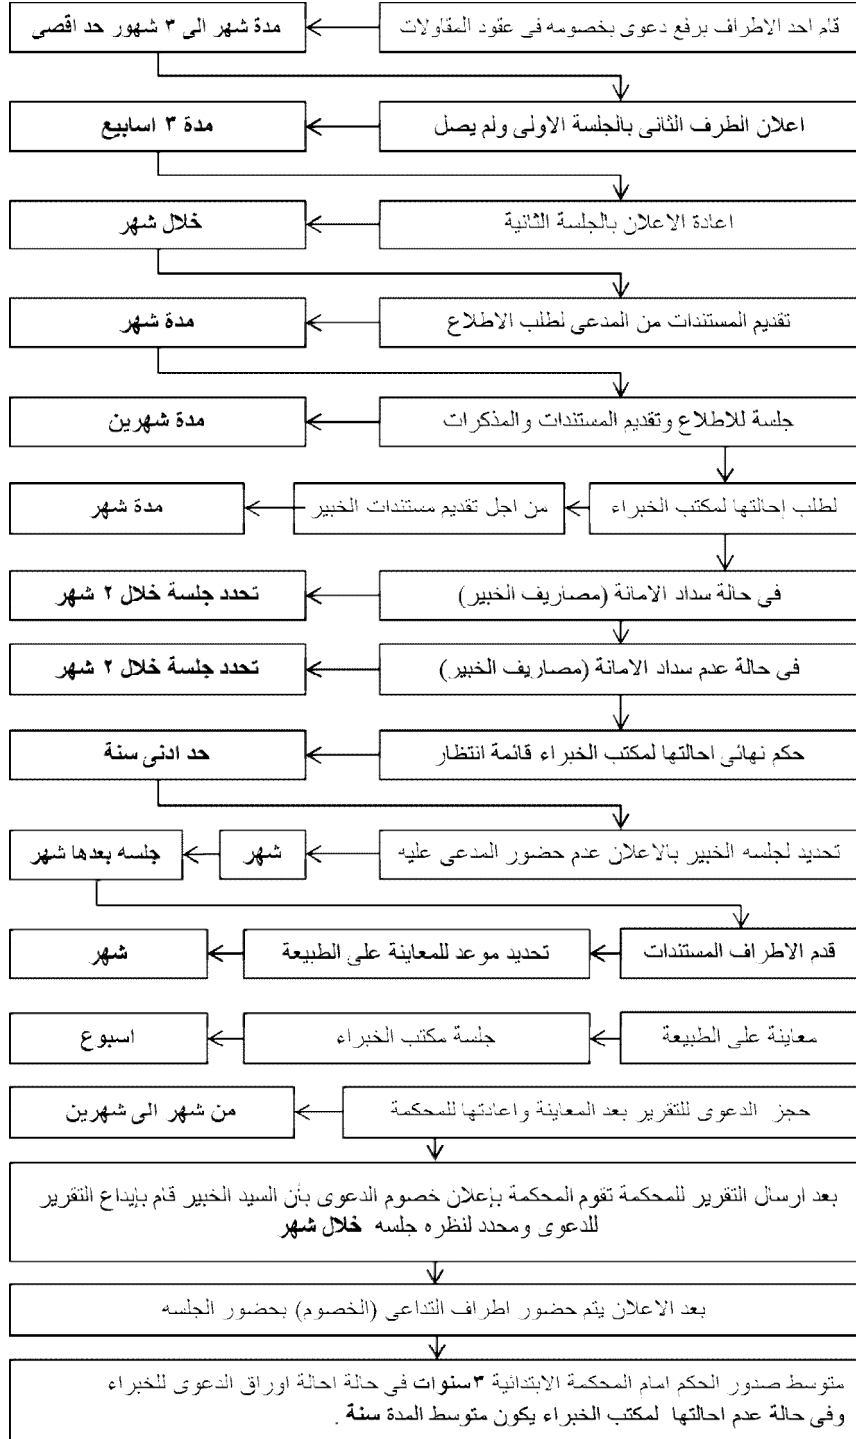 قام احد الاطراف برفع دعوى بخصومه فى عقود المقاولات
مدة شهر الى ٣ شهور حد اقصى
اعلان الطرف الثانى بالجلسة الاولى ولم يصل
مدة ٣ اسابيع
اعادة الاعلان بالجلسة الثانية
خلال شهر
تقديم المستندات من المدعى لطلب الاطلاع
مدة شهر
جلسة للاطلاع وتقديم المستندات والمذكرات
مدة شهرين
لطلب إحالتها لمكتب الخبراء
من اجل تقديم مستندات الخبير
مدة شهر
فى حالة سداد الامانة (مصاريف الخبير)
تحدد جلسة خلال ٢ شهر
فى حالة عدم سداد الامانة (مصاريف الخبير)
تحدد جلسة خلال ٢ شهر
حكم نهائى احالتها لمكتب الخبراء قائمة انتظار
حد ادنى سنة
تحديد لجلسه الخبير بالاعلان عدم حضور المدعى عليه
شهر
جلسه بعدها شهر
قدم الاطراف المستندات
تحديد موعد للمعاينة على الطبيعة
شهر
معاينة على الطبيعة
جلسة مكتب الخبراء
اسبوع
حجز الدعوى للتقرير بعد المعاينة واعادتها للمحكمة
من شهر الى شهرين
بعد ارسال التقرير للمحكمة تقوم المحكمة بإعلان خصوم الدعوى بأن السيد الخبير قام بإيداع التقرير
للدعوى ومحدد لنظره جلسه خلال شهر
بعد الاعلان يتم حضور اطراف التداعى (الخصوم) بحضور الجلسه
متوسط صدور الحكم امام المحكمة الابتدائية ٣سنوات فى حالة احالة اوراق الدعوى للخبراء
وفى حالة عدم احالتها لمكتب الخبراء يكون متوسط المدة سنة .